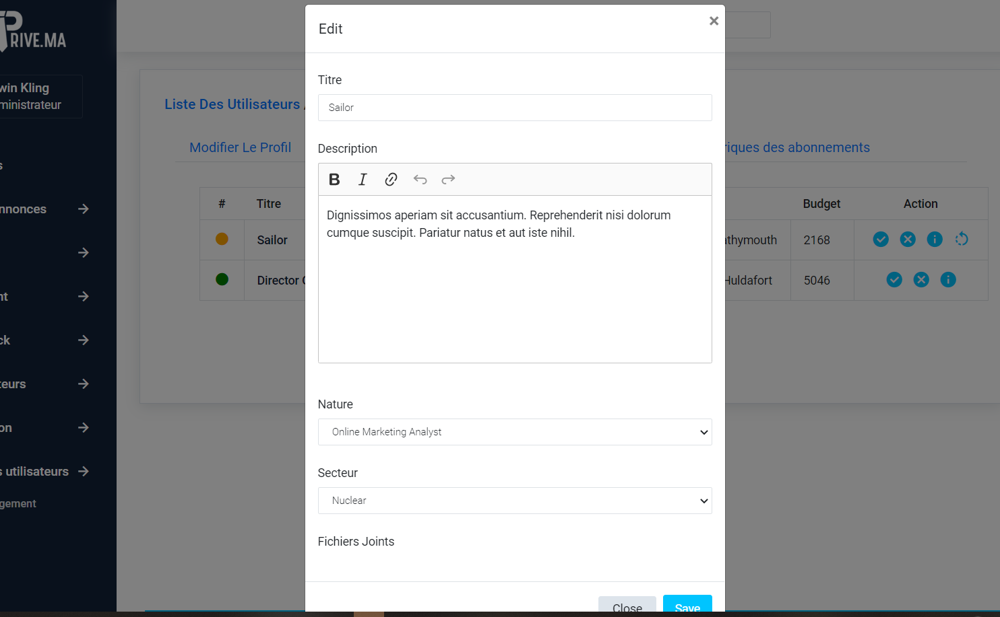 PRIVE.MA
Edit
×
win Kling
ministrateur
Liste Des Utilisateurs
Modifier Le Profil
riques des abonnements
s
nnonces
nt
ck
teurs
on
s utilisateurs
gement
# Titre Budget Action
Sailor athymouth 2168
Director Huldafort 5046
Titre
Sailor
Description
B I
Dignissimos aperiam sit accusantium. Reprehenderit nisi dolorum
cumque suscipit. Pariatur natus et aut iste nihil.
Nature
Online Marketing Analyst
Secteur
Nuclear
Fichiers Joints
Close Save